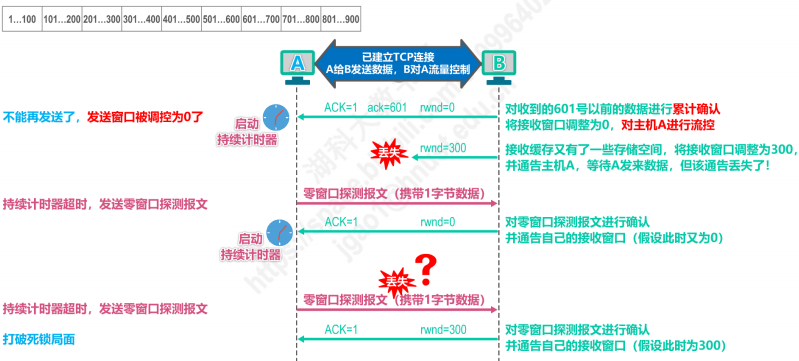 1…100 101…200 201…300 301…400 401…500 501…600 601…700 701…800 801…900
已建立TCP连接
A给B发送数据，B对A流量控制
A
B
不能再发送了，发送窗口被调控为0了
启动
持续计时器
ACK=1 ack=601 rwnd=0
对收到的601号以前的数据进行累计确认
将接收窗口调整为0，对主机A进行流控
丢失
rwnd=300
接收缓存又有了一些存储空间，将接收窗口调整为300，
并通告主机A，等待A发来数据，但该通告丢失了！
持续计时器超时，发送零窗口探测报文
零窗口探测报文（携带1字节数据）
启动
持续计时器
ACK=1 rwnd=0
对零窗口探测报文进行确认
并通告自己的接收窗口（假设此时又为0）
丢失
?
持续计时器超时，发送零窗口探测报文
零窗口探测报文（携带1字节数据）
打破死锁局面
ACK=1 rwnd=300
对零窗口探测报文进行确认
并通告自己的接收窗口（假设此时为300）